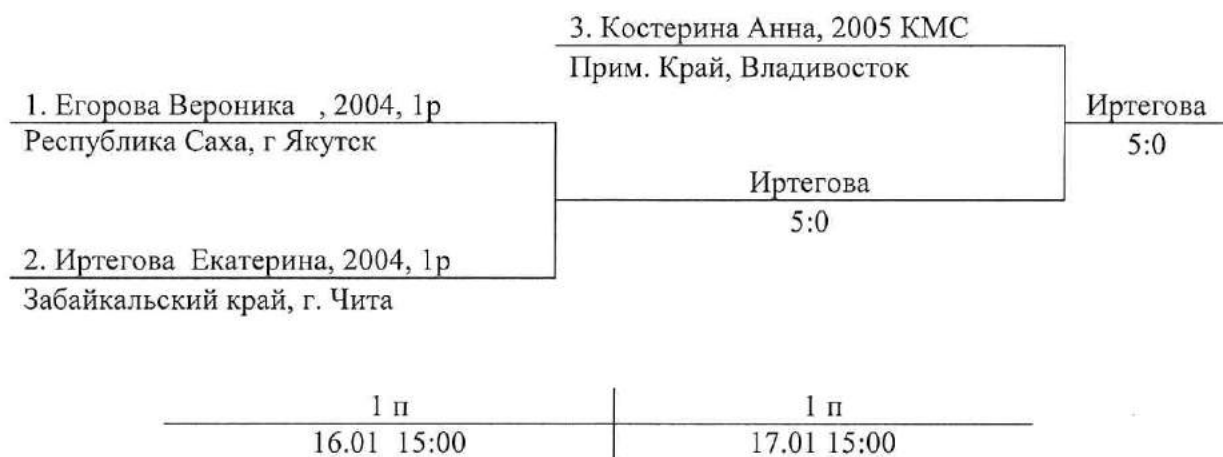 3. Костерина Анна, 2005 КМС
Прим. Край, Владивосток
1. Егорова Вероника , 2004, 1р
Республика Саха, г Якутск
Иртегова
5:0
Иртегова
5:0
2. Иртегова Екатерина, 2004, 1р
Забайкальский край, г. Чита
1 п 1 п
16.01 15:00 17.01 15:00